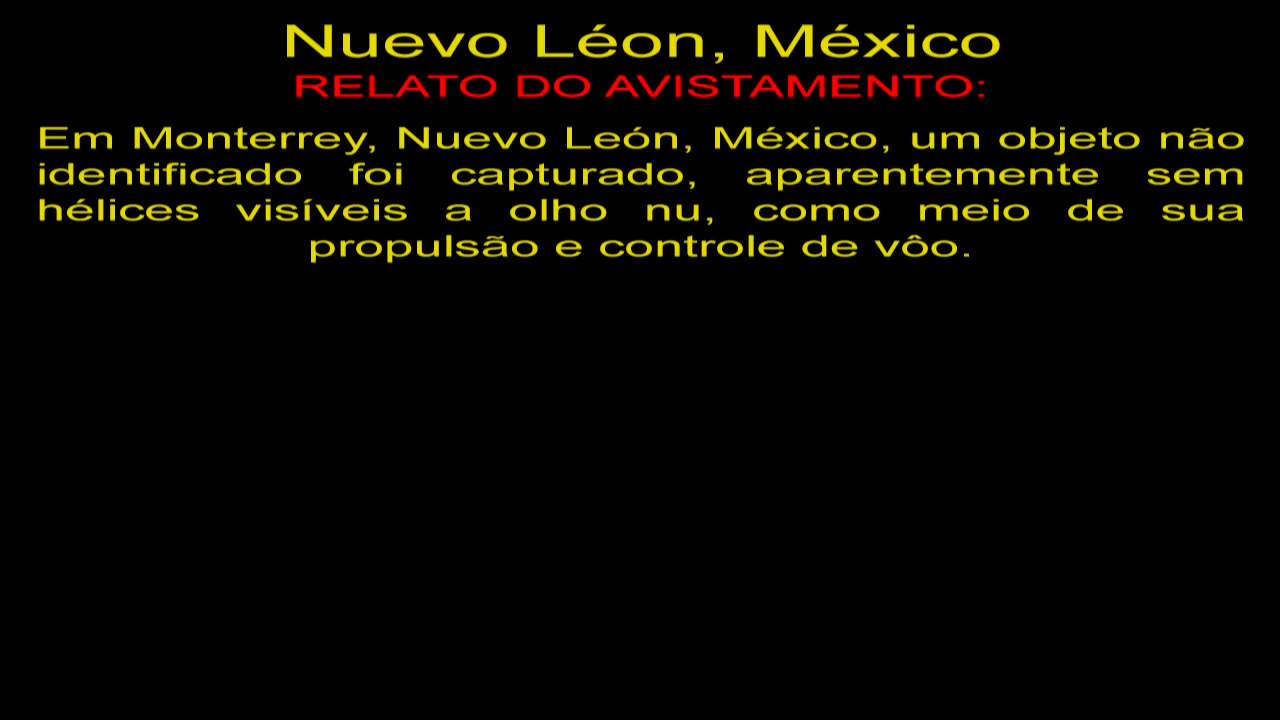 Nuevo Léon, México
RELATO DO AVISTAMENTO:
Em Monterrey, Nuevo León, México, um objeto não
identificado foi capturado, aparentemente sem
hélices visíveis a olho nu, como meio de sua
propulsão e controle de vôo.